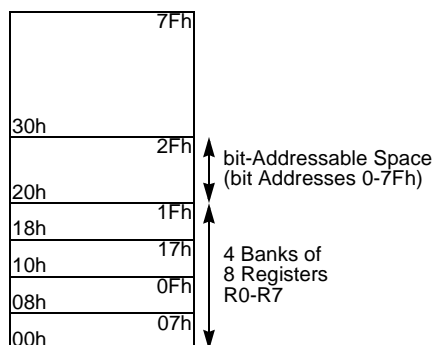 7Fh
30h
2Fh
bit-Addressable Space
(bit Addresses 0-7Fh)
20h
1Fh
18h
17h
4 Banks of
8 Registers
R0-R7
10h
0Fh
08h
07h
00h